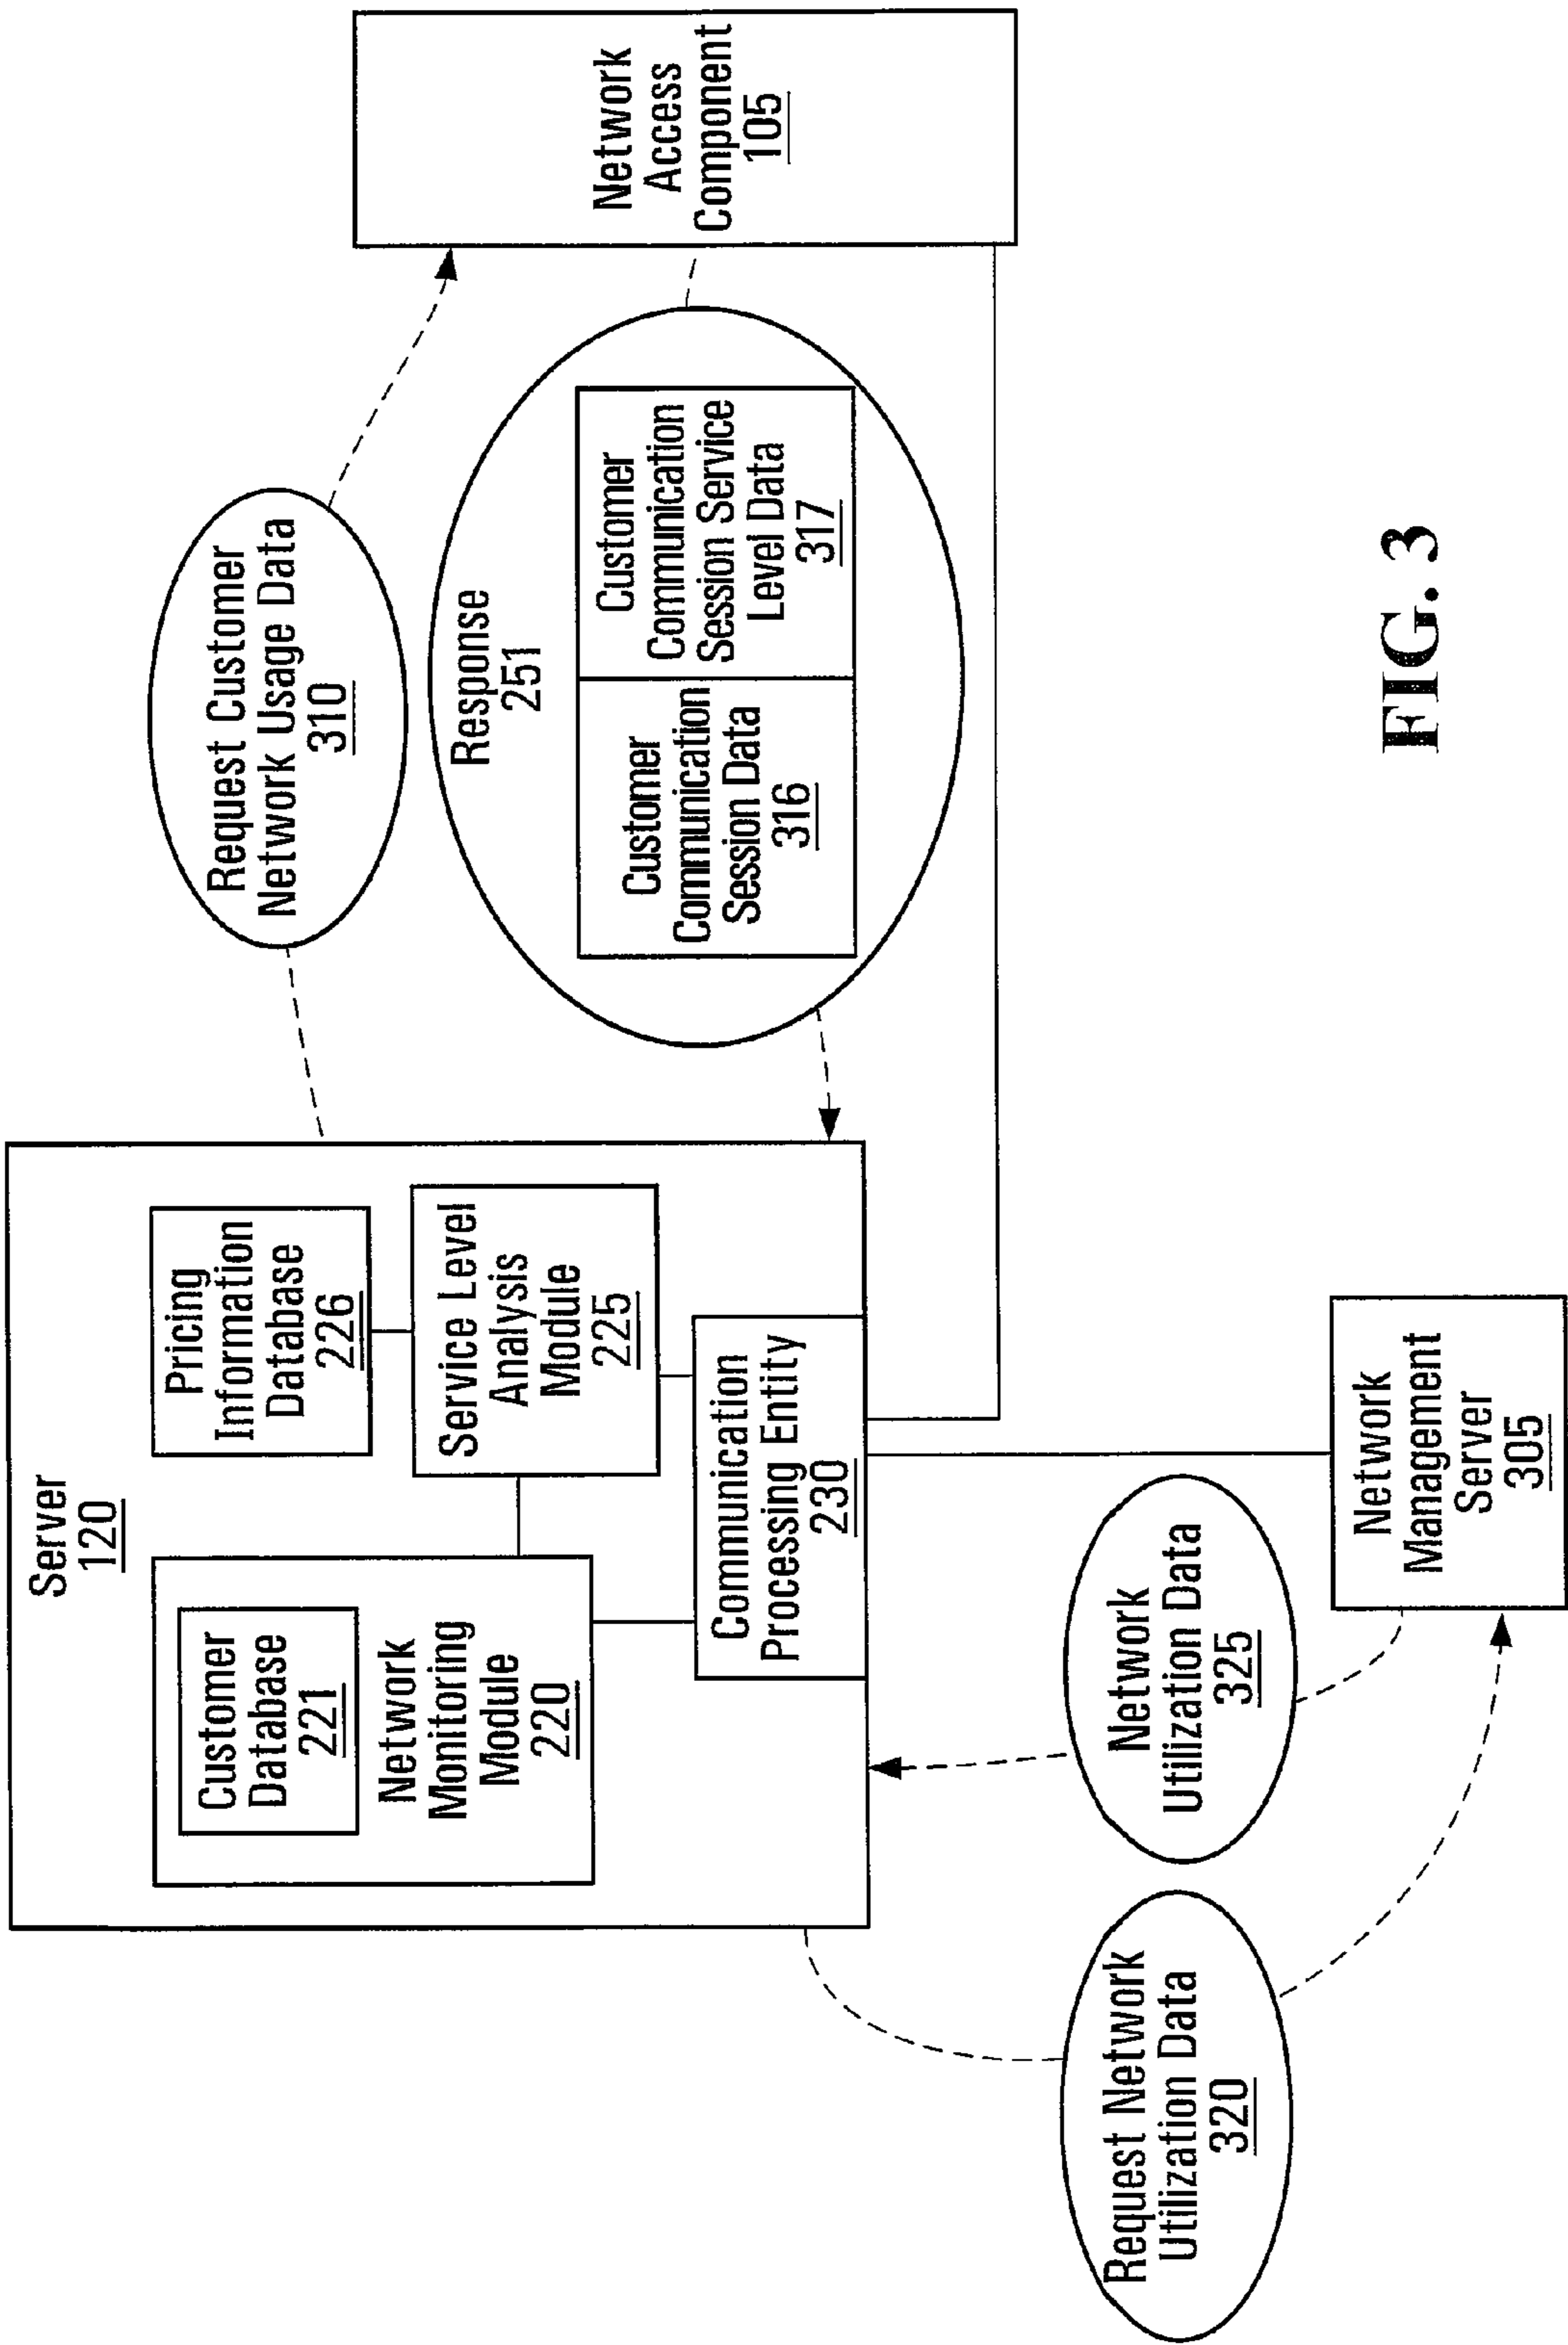 Server
120
Customer
Database
221
Network
Monitoring
Module
220
Pricing
Information
Database
226
Service Level
Analysis
Module
225
Communication
Processing Entity
230
Request Customer
Network Usage Data
310
Response
251
Customer
Communication
Session Data
316
Customer
Communication
Session Service
Level Data
317
Network
Access
Component
105
Request Network
Utilization Data
320
Network
Utilization Data
325
Network
Management
Server
305
FIG. 3